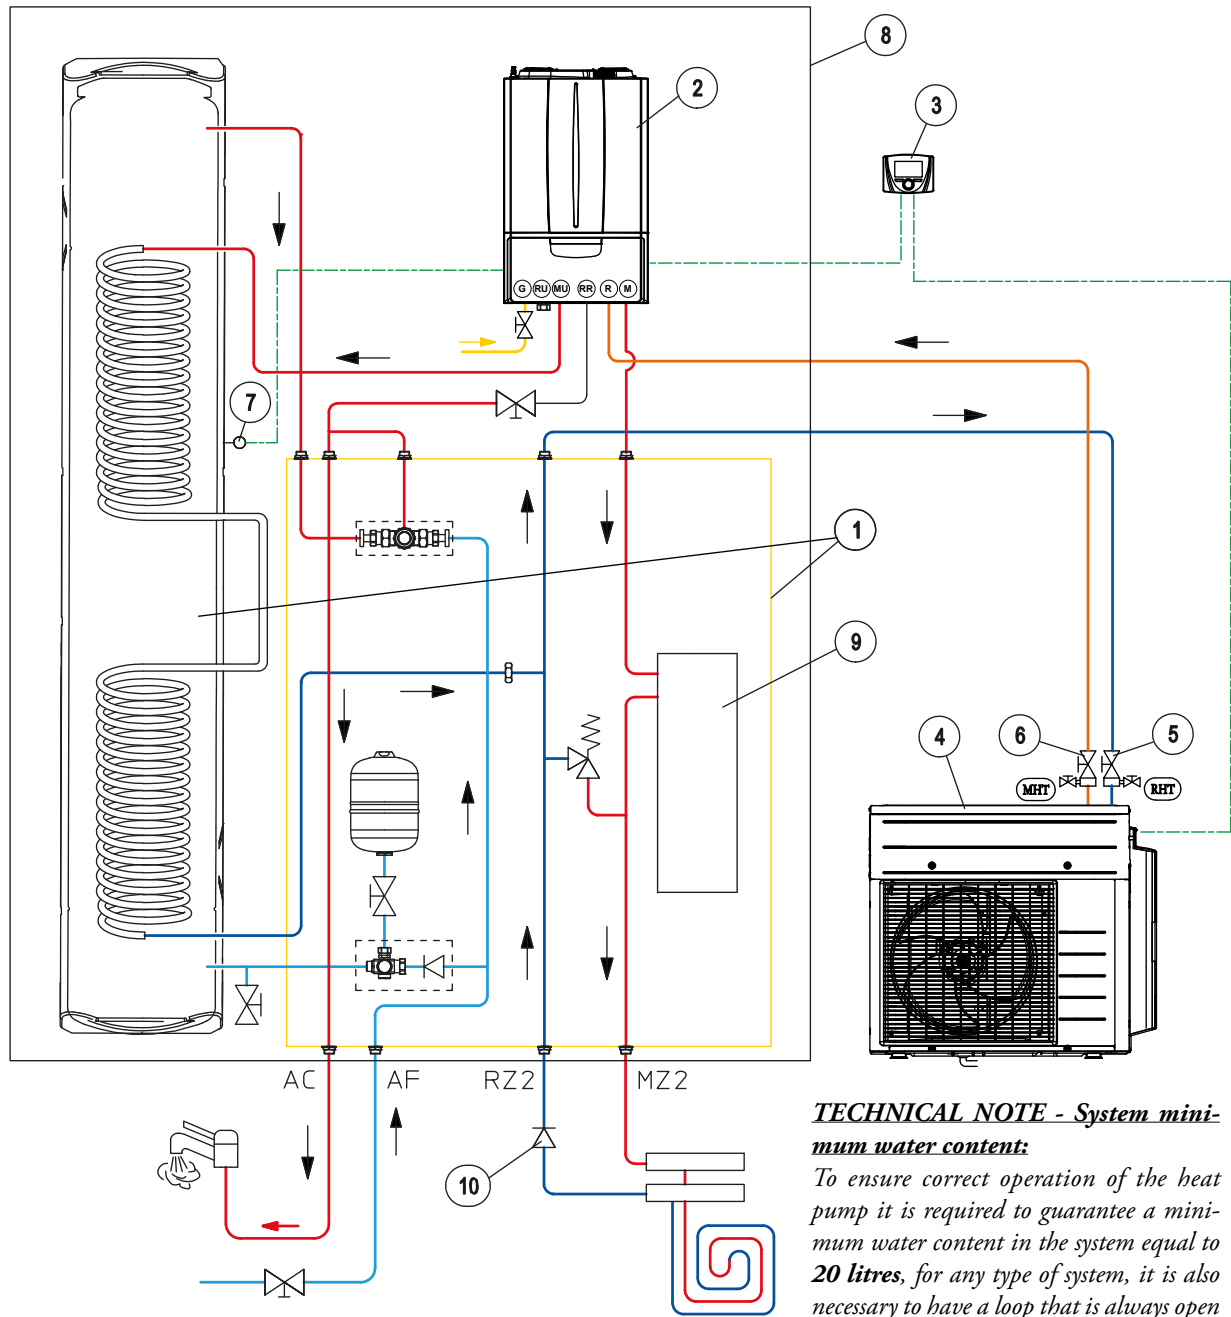 8
2
3
G RU MU RR R M
7
1
9
4
6
5
MHT
RHT
AC
AF
RZ2
MZ2
10
TECHNICAL NOTE - System mini-
mum water content:
To ensure correct operation of the heat
pump it is required to guarantee a mini-
mum water content in the system equal to
20 litres, for any type of system, it is also
necessary to have a loop that is always open